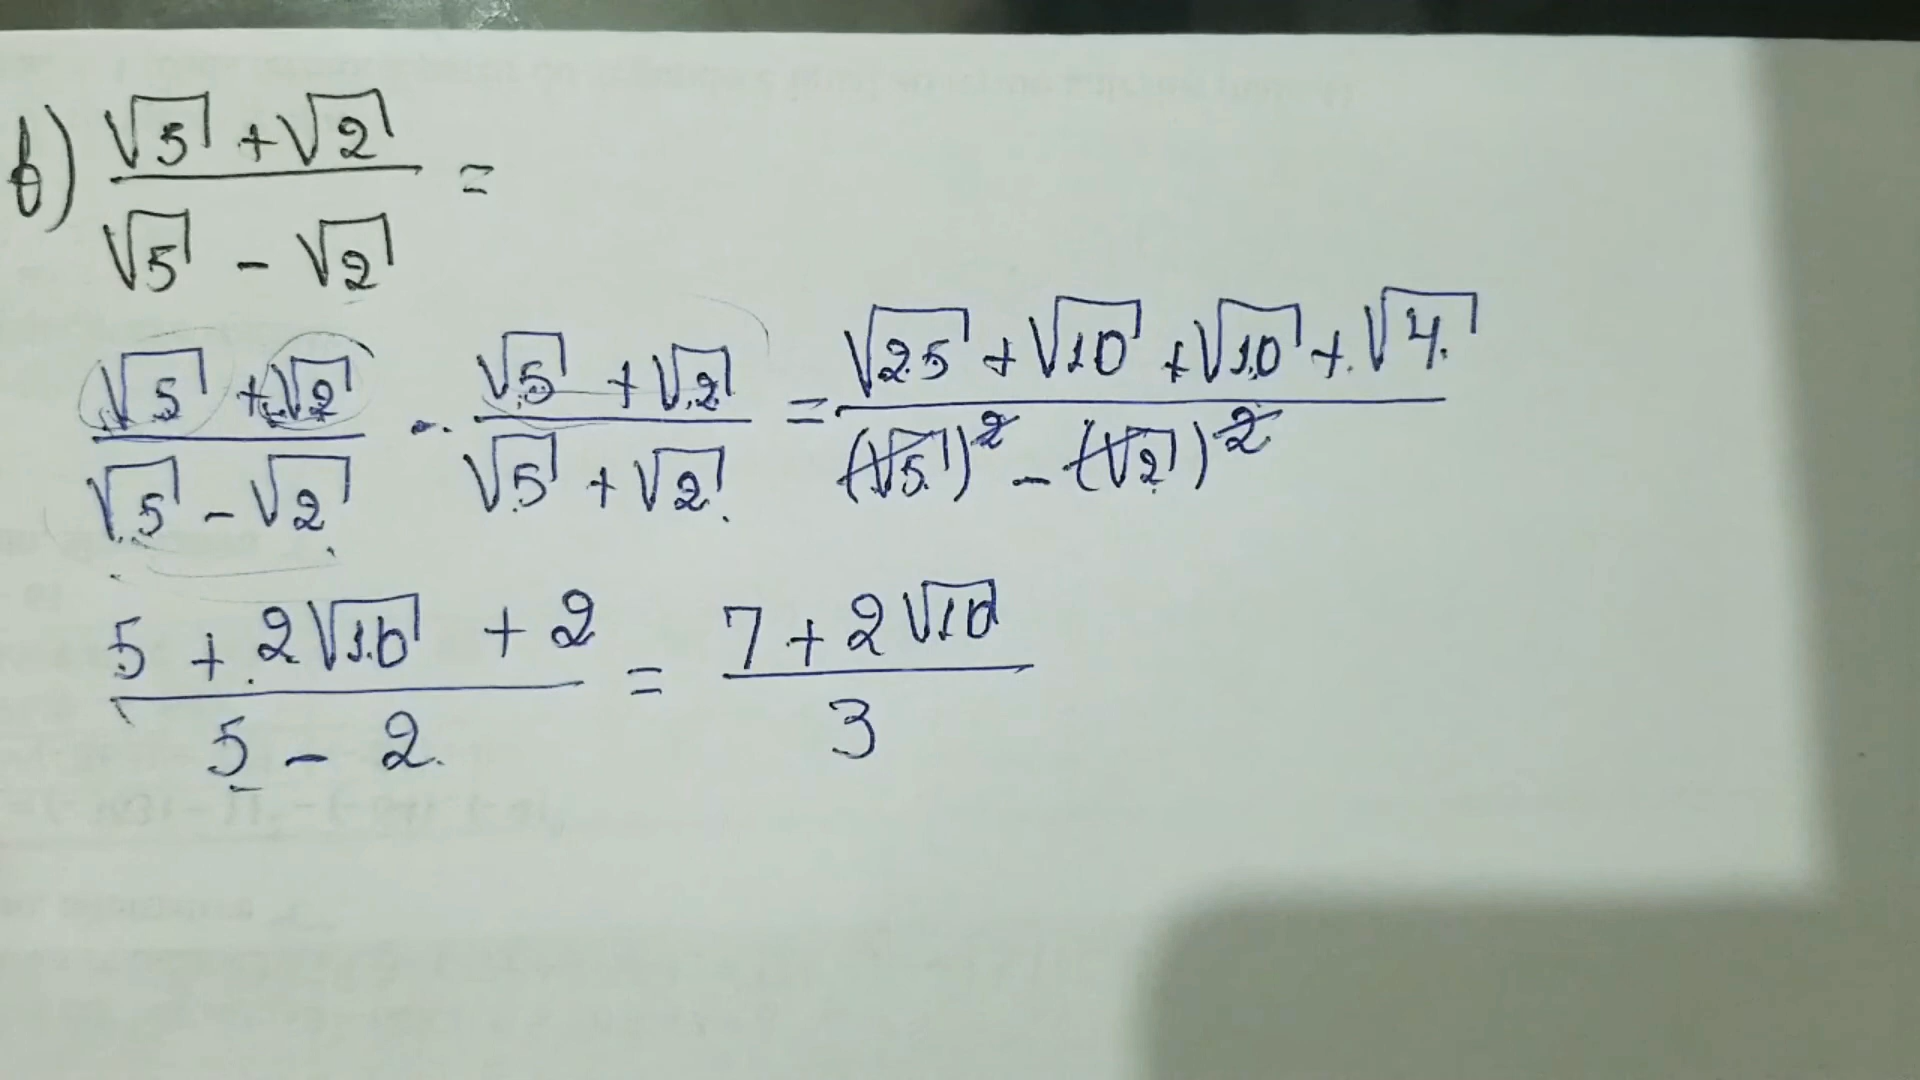 b) (√5 + √2)/(√5 - √2) =
(√5 + √2)/(√5 - √2) · (√5 + √2)/(√5 + √2) = (√25 + √10 + √10 + √4)/((√5)² - (√2)²)
(5 + 2√10 + 2)/(5 - 2) = (7 + 2√10)/3